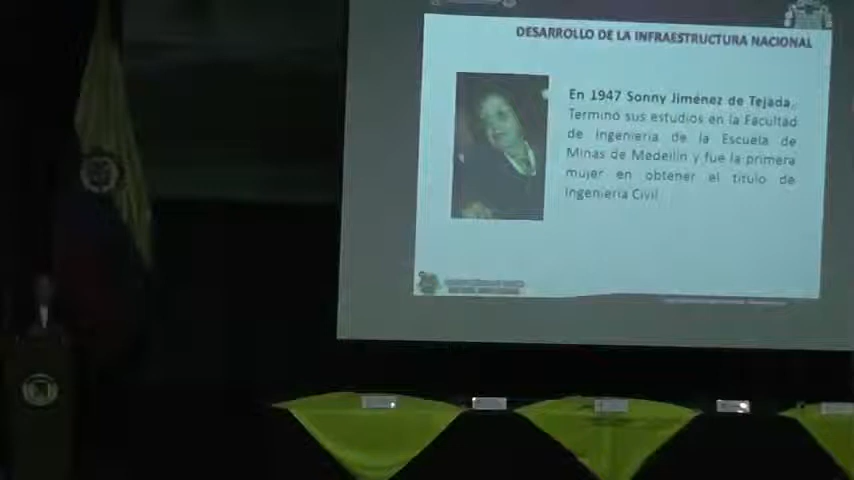 DESARROLLO DE LA INFRAESTRUCTURA NACIONAL
En 1947 Sonny Jiménez de Tejada,
Terminó sus estudios en la Facultad
de Ingeniería de la Escuela de
Minas de Medellín y fue la primera
mujer en obtener el título de
Ingeniería Civil